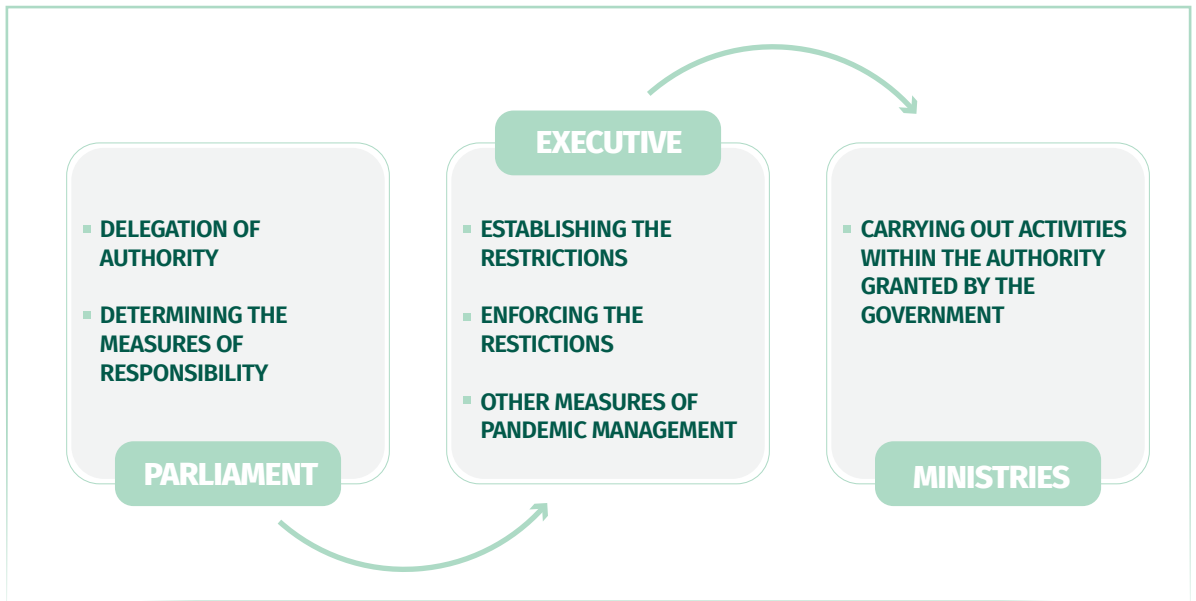 DELEGATION OF
AUTHORITY
DETERMINING THE
MEASURES OF
RESPONSIBILITY
PARLIAMENT
EXECUTIVE
ESTABLISHING THE
RESTRICTIONS
ENFORCING THE
RESTICTIONS
OTHER MEASURES OF
PANDEMIC MANAGEMENT
CARRYING OUT ACTIVITIES
WITHIN THE AUTHORITY
GRANTED BY THE
GOVERNMENT
MINISTRIES